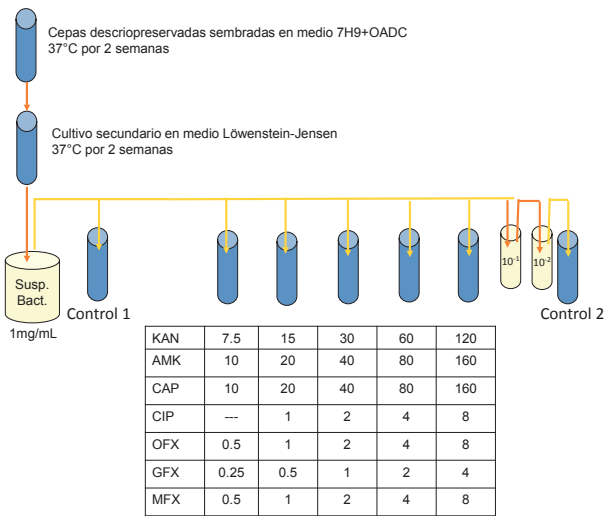 Cepas descriopreservadas sembradas en medio 7H9+OADC
37°C por 2 semanas
Cultivo secundario en medio Löwenstein-Jensen
37°C por 2 semanas
10-1 10-2
Susp.
Bact.
1mg/mL
Control 1 Control 2
KAN 7.5 15 30 60 120
AMK 10 20 40 80 160
CAP 10 20 40 80 160
CIP --- 1 2 4 8
OFX 0.5 1 2 4 8
GFX 0.25 0.5 1 2 4
MFX 0.5 1 2 4 8